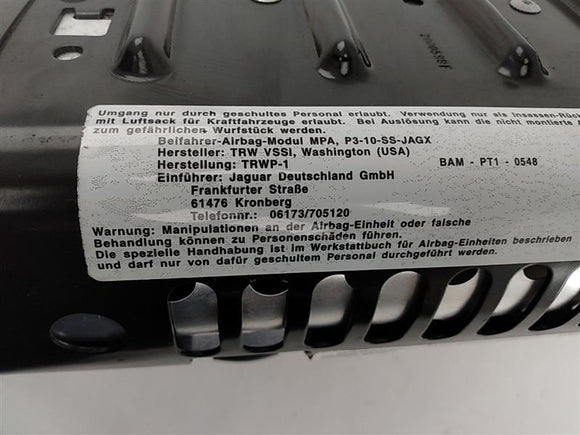 Umgang nur durch geschultes Personal erlaubt. Verwendung nur als Insassen-Rück
mit Luftsack für Kraftfahrzeuge erlaubt. Bei Auslösung kann die nicht montierte
zum gefährlichen Wurfstück werden.
Beifahrer-Airbag-Modul MPA, P3-10-SS-JAGX
Hersteller: TRW VSSI, Washington (USA)
Herstellung: TRWP-1
BAM - PT1 - 0548
Einführer: Jaguar Deutschland GmbH
Frankfurter Straße
61476 Kronberg
Telefonnr.: 06173/705120
Warnung: Manipulationen an der Airbag-Einheit oder falsche
Behandlung können zu Personenschäden führen.
Die spezielle Handhabung ist im Werkstattbuch für Airbag-Einheiten beschrieben
und darf nur von dafür geschultem Personal durchgeführt werden.